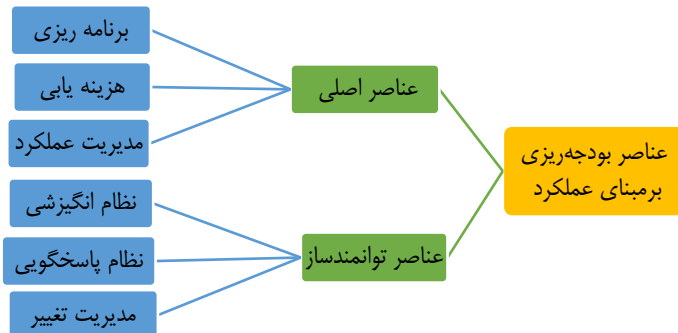 عناصر بودجه‌ریزی
برمبنای عملکرد
عناصر اصلی
برنامه ریزی
هزینه یابی
مدیریت عملکرد
عناصر توانمندساز
نظام انگیزشی
نظام پاسخگویی
مدیریت تغییر